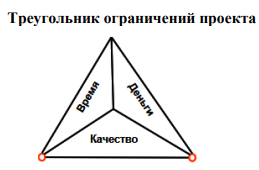 Треугольник ограничений проекта
Время
Деньги
Качество